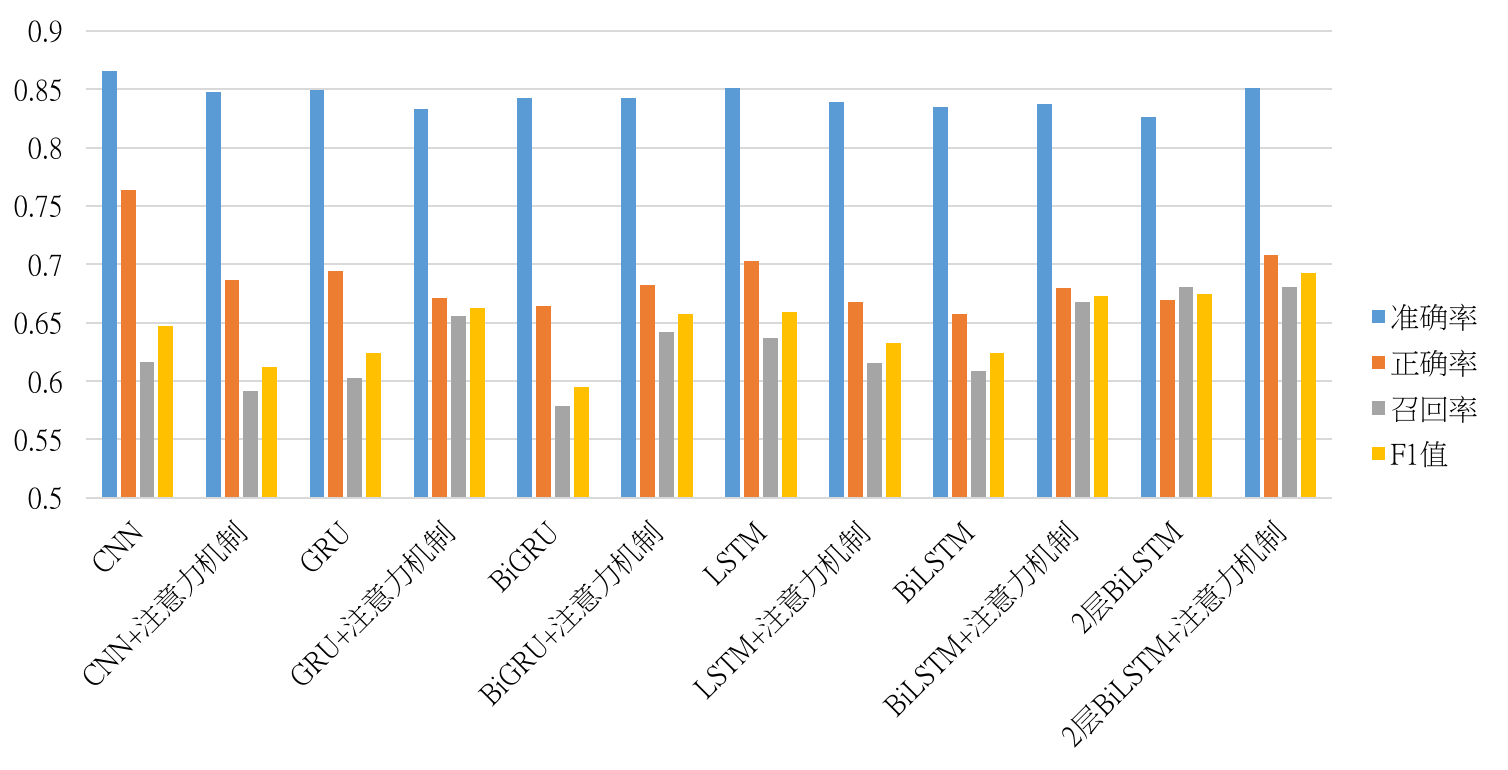 0.9
0.85
0.8
0.75
0.7
0.65
0.6
0.55
0.5
CNN
CNN+注意力机制
GRU
GRU+注意力机制
BiGRU
BiGRU+注意力机制
LSTM
LSTM+注意力机制
BiLSTM
BiLSTM+注意力机制
2层BiLSTM
2层BiLSTM+注意力机制
准确率
正确率
召回率
F1值